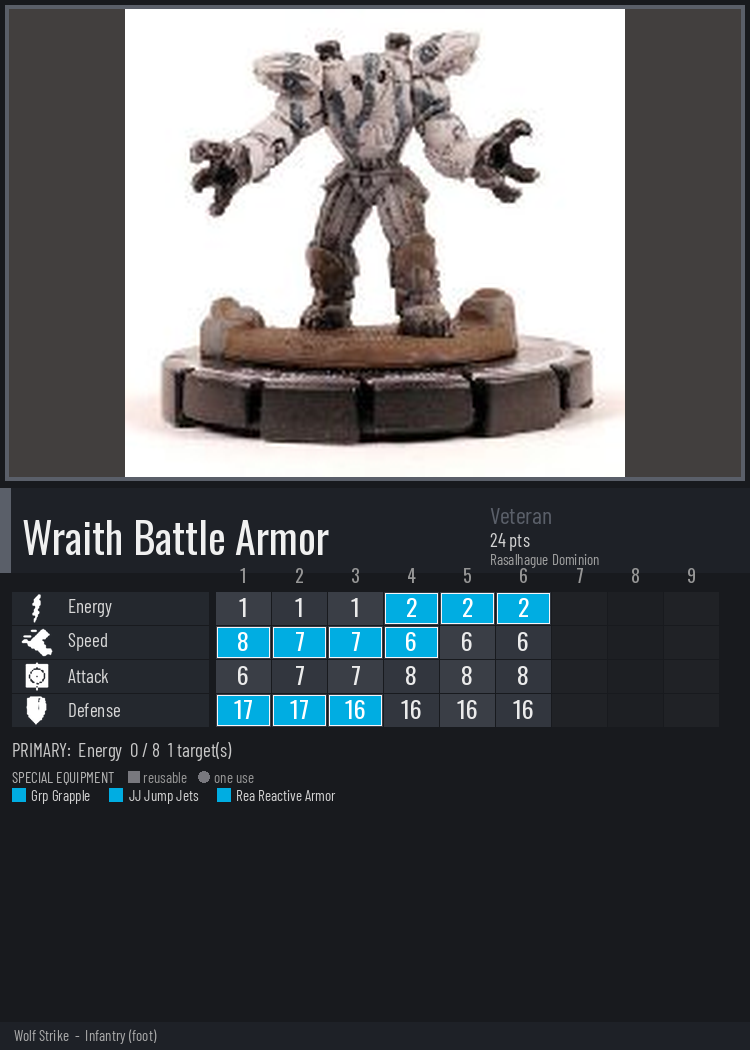 Wraith Battle Armor
Veteran
24 pts
Rasalhague Dominion
1 2 3 4 5 6 7 8 9
Energy 1 1 1 2 2 2
Speed 8 7 7 6 6 6
Attack 6 7 7 8 8 8
Defense 17 17 16 16 16 16
PRIMARY: Energy 0 / 8 1 target(s)
SPECIAL EQUIPMENT reusable one use
Grp Grapple JJ Jump Jets Rea Reactive Armor
Wolf Strike - Infantry (foot)